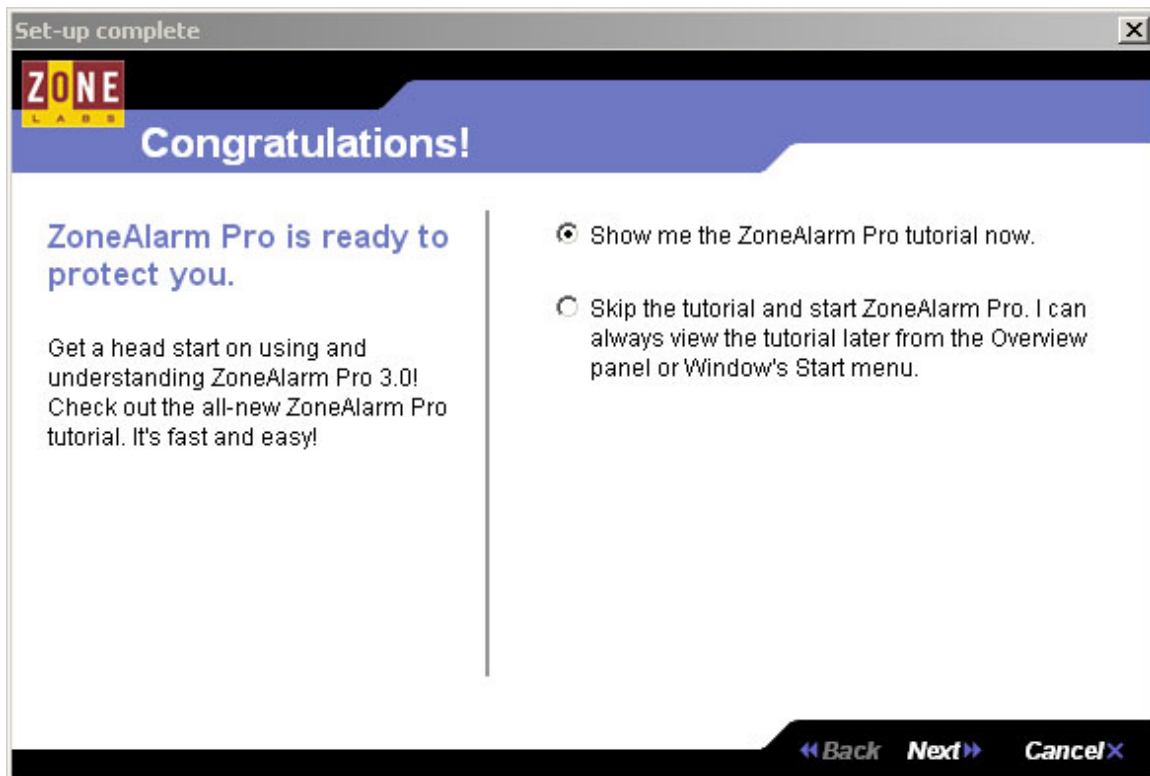 Set-up complete
ZONE
LABS
Congratulations!
ZoneAlarm Pro is ready to
protect you.
Get a head start on using and
understanding ZoneAlarm Pro 3.0!
Check out the all-new ZoneAlarm Pro
tutorial. It's fast and easy!
Show me the ZoneAlarm Pro tutorial now.
Skip the tutorial and start ZoneAlarm Pro. I can
always view the tutorial later from the Overview
panel or Window's Start menu.
Back Next Cancel